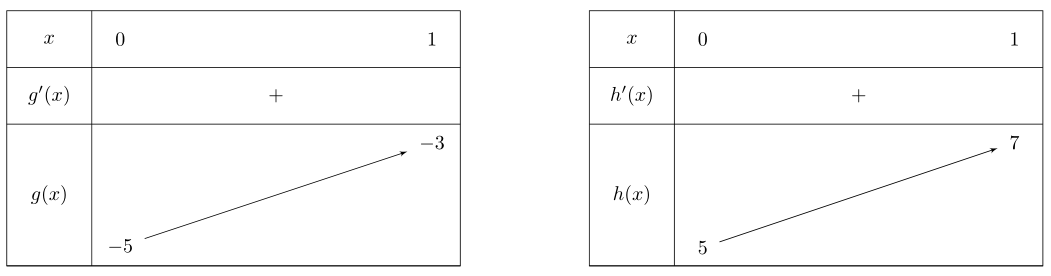 x 0 1
g′(x) +
g(x) −5 −3
x 0 1
h′(x) +
h(x) 5 7